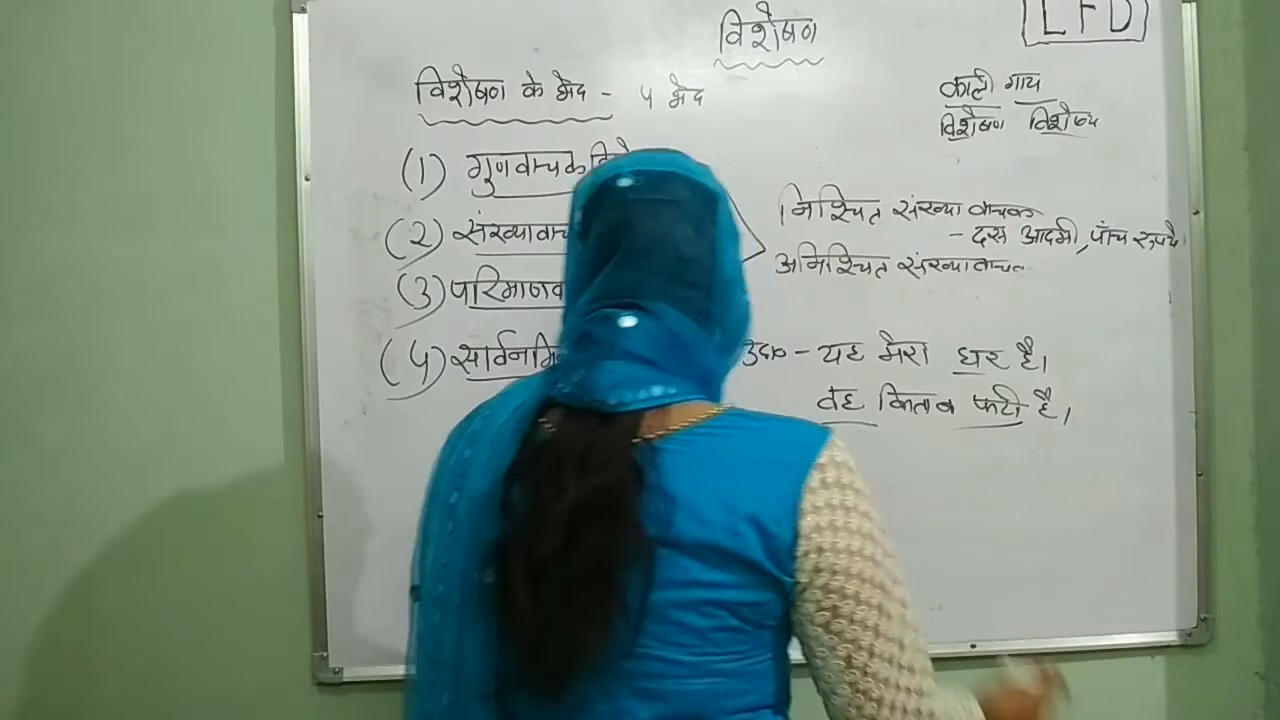 विशेषण
LFD
विशेषण के भेद - 4 भेद
काली गाय
विशेषण विशेष्य
(1) गुणवाचक
(2) संख्यावाच
निश्चित संख्या वाचक
- दस आदमी, पाँच रुपये
अनिश्चित संख्यावाचक
(3) परिमाणव
(4) सार्वनामि
उदा० - यह मेरा घर है।
वह किताब फटी है।